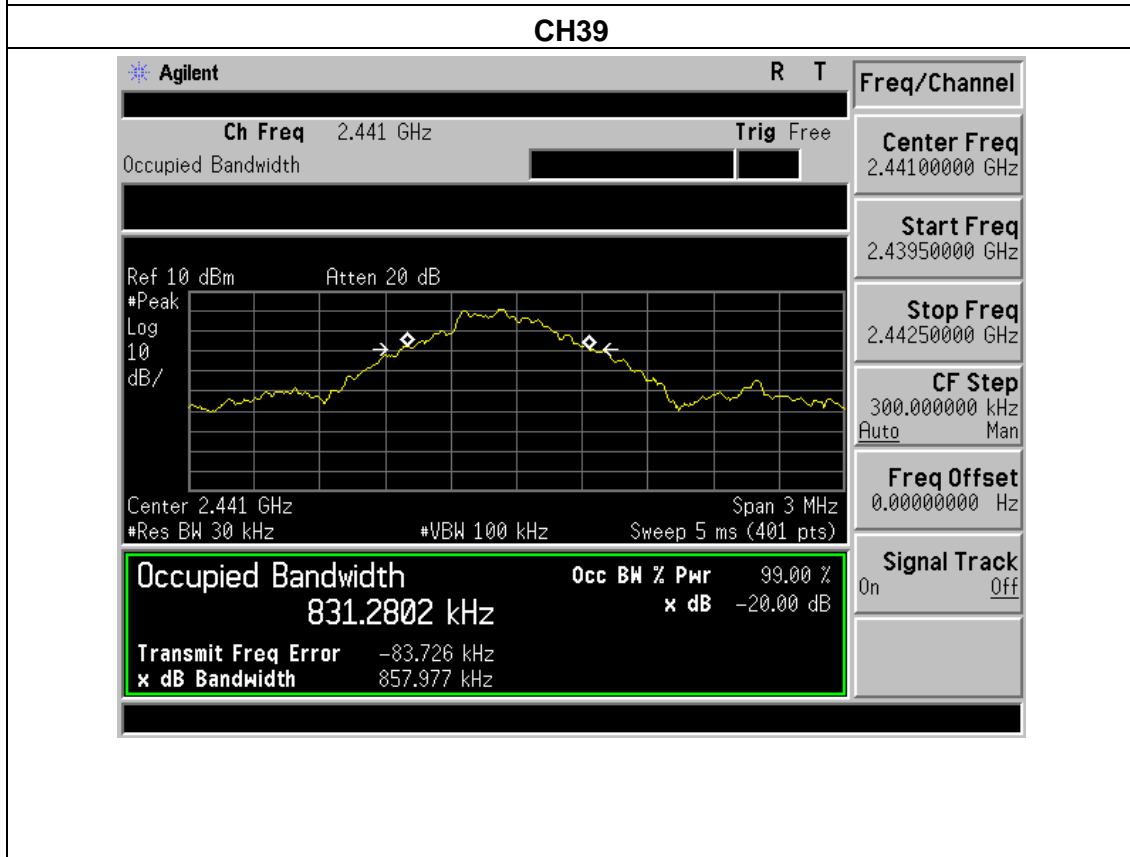 CH39
Agilent R T
Freq/Channel
Ch Freq 2.441 GHz Trig Free
Occupied Bandwidth
Center Freq
2.44100000 GHz
Start Freq
2.43950000 GHz
Stop Freq
2.44250000 GHz
CF Step
300.000000 kHz
Auto Man
Freq Offset
0.00000000 Hz
Signal Track
On Off
Ref 10 dBm Atten 20 dB
#Peak
Log
10
dB/
Center 2.441 GHz Span 3 MHz
#Res BW 30 kHz #VBW 100 kHz Sweep 5 ms (401 pts)
Occupied Bandwidth Occ BW % Pwr 99.00 %
831.2802 kHz x dB -20.00 dB
Transmit Freq Error -83.726 kHz
x dB Bandwidth 857.977 kHz